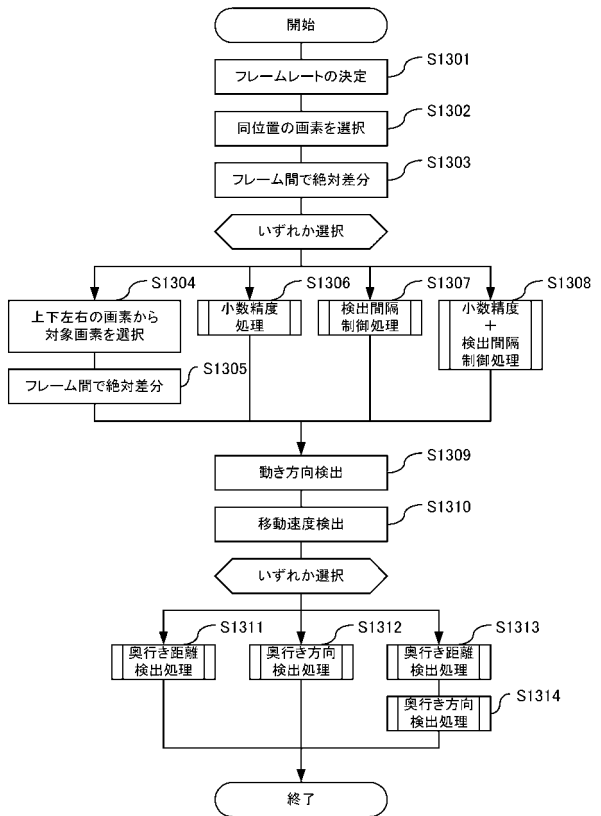 開始
フレームレートの決定
S1301
同位置の画素を選択
S1302
フレーム間で絶対差分
S1303
いずれか選択
S1304
上下左右の画素から
対象画素を選択
フレーム間で絶対差分
S1305
S1306
小数精度
処理
S1307
検出間隔
制御処理
S1308
小数精度
+
検出間隔
制御処理
動き方向検出
S1309
移動速度検出
S1310
いずれか選択
S1311
奥行き距離
検出処理
S1312
奥行き方向
検出処理
S1313
奥行き距離
検出処理
S1314
奥行き方向
検出処理
終了